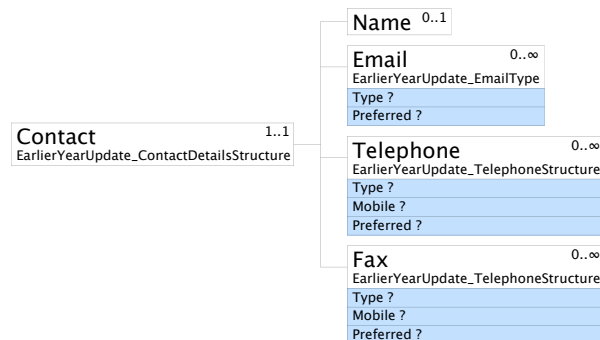 Name 0..1
Email 0..∞
EarlierYearUpdate_EmailType
Type ?
Preferred ?
Contact 1..1
EarlierYearUpdate_ContactDetailsStructure
Telephone 0..∞
EarlierYearUpdate_TelephoneStructure
Type ?
Mobile ?
Preferred ?
Fax 0..∞
EarlierYearUpdate_TelephoneStructure
Type ?
Mobile ?
Preferred ?